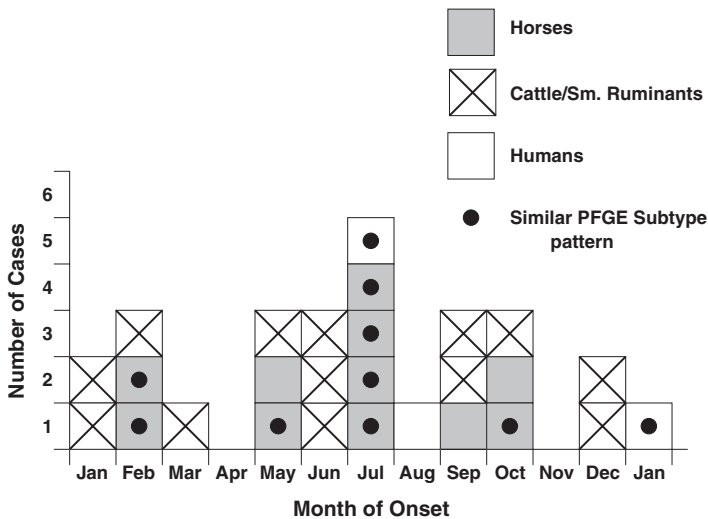 Horses
Cattle/Sm. Ruminants
Humans
Similar PFGE Subtype
pattern
Number of Cases
6
5
4
3
2
1
Jan Feb Mar Apr May Jun Jul Aug Sep Oct Nov Dec Jan
Month of Onset